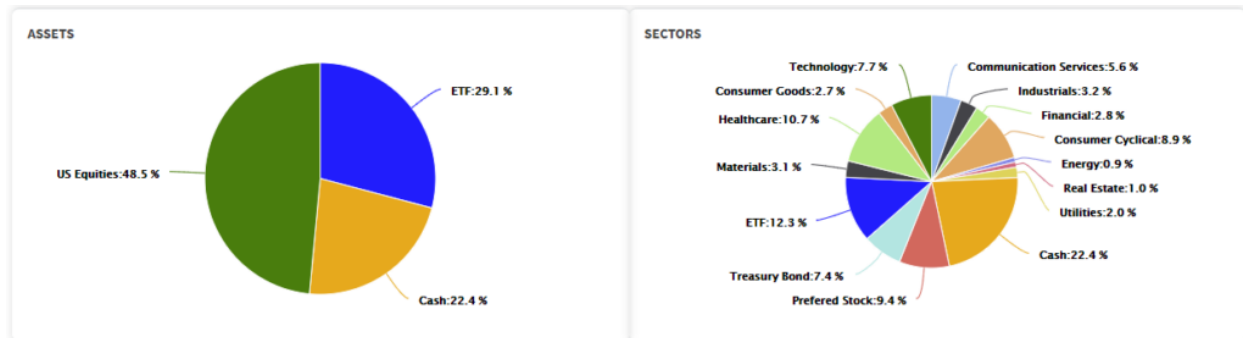 ASSETS
ETF:29.1 %
US Equities:48.5 %
Cash:22.4 %
SECTORS
Technology:7.7 %
Communication Services:5.6 %
Consumer Goods:2.7 %
Industrials:3.2 %
Healthcare:10.7 %
Financial:2.8 %
Consumer Cyclical:8.9 %
Materials:3.1 %
Energy:0.9 %
Real Estate:1.0 %
ETF:12.3 %
Utilities:2.0 %
Cash:22.4 %
Treasury Bond:7.4 %
Prefered Stock:9.4 %